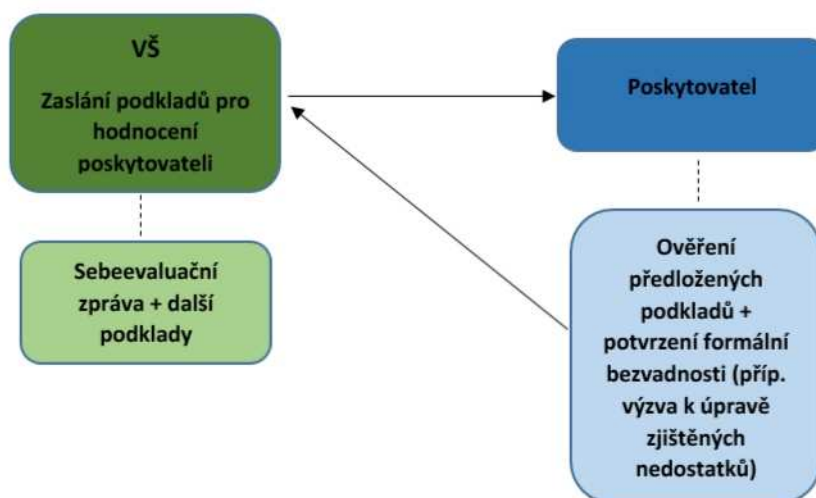 VŠ
Zaslání podkladů pro
hodnocení
poskytovateli
Sebeevaluační
zpráva + další
podklady
Poskytovatel
Ověření
předložených
podkladů +
potvrzení formální
bezvadnosti (příp.
výzva k úpravě
zjištěných
nedostatků)